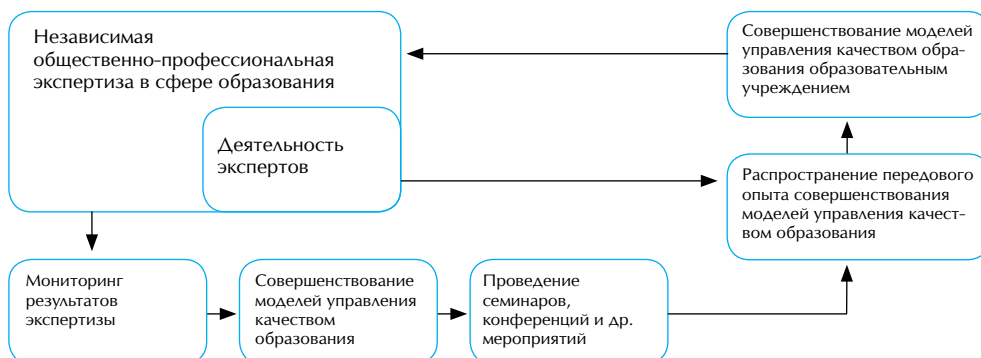 Независимая
общественно-профессиональная
экспертиза в сфере образования
Деятельность
экспертов
Совершенствование моделей
управления качеством обра-
зования образовательным
учреждением
Распространение передового
опыта совершенствования
моделей управления качест-
вом образования
Мониторинг
результатов
экспертизы
Совершенствование
моделей управления
качеством
образования
Проведение
семинаров,
конференций и др.
мероприятий